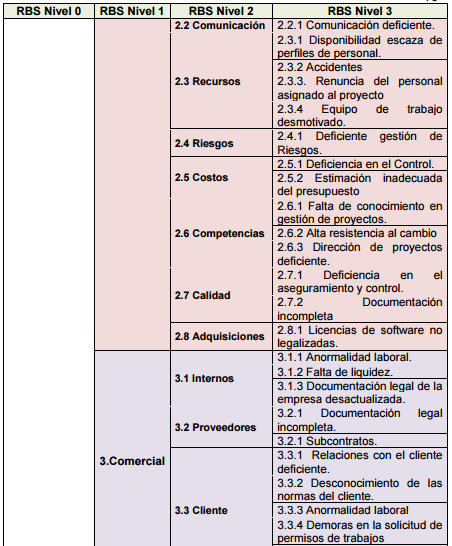 RBS Nivel 0 RBS Nivel 1 RBS Nivel 2 RBS Nivel 3
2.2 Comunicación 2.2.1 Comunicación deficiente.
2.3 Recursos
2.3.1 Disponibilidad escaza de
perfiles de personal.
2.3.2 Accidentes
2.3.3. Renuncia del personal
asignado al proyecto
2.3.4 Equipo de trabajo
desmotivado.
2.4 Riesgos
2.4.1 Deficiente gestión de
Riesgos.
2.5 Costos
2.5.1 Deficiencia en el Control.
2.5.2 Estimación inadecuada
del presupuesto
2.6 Competencias
2.6.1 Falta de conocimiento en
gestión de proyectos.
2.6.2 Alta resistencia al cambio
2.6.3 Dirección de proyectos
deficiente.
2.7 Calidad
2.7.1 Deficiencia en el
aseguramiento y control.
2.7.2 Documentación
incompleta
2.8 Adquisiciones
2.8.1 Licencias de software no
legalizadas.
3.Comercial
3.1 Internos
3.1.1 Anormalidad laboral.
3.1.2 Falta de liquidez.
3.1.3 Documentación legal de la
empresa desactualizada.
3.2 Proveedores
3.2.1 Documentación legal
incompleta.
3.2.1 Subcontratos.
3.3 Cliente
3.3.1 Relaciones con el cliente
deficiente.
3.3.2 Desconocimiento de las
normas del cliente.
3.3.3 Anormalidad laboral
3.3.4 Demoras en la solicitud de
permisos de trabajos